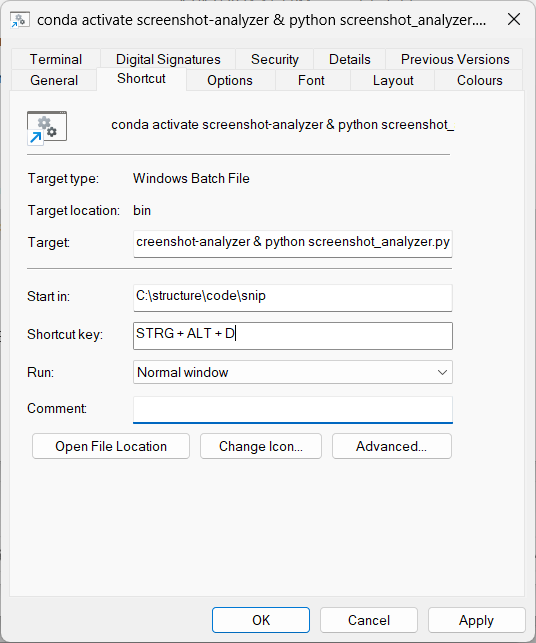 conda activate screenshot-analyzer & python screenshot_analyzer....
Terminal Digital Signatures Security Details Previous Versions
General Shortcut Options Font Layout Colours
conda activate screenshot-analyzer & python screenshot_
Target type: Windows Batch File
Target location: bin
Target: creenshot-analyzer & python screenshot_analyzer.py
Start in: C:\structure\code\snip
Shortcut key: STRG + ALT + D
Run: Normal window
Comment:
Open File Location Change Icon... Advanced...
OK Cancel Apply